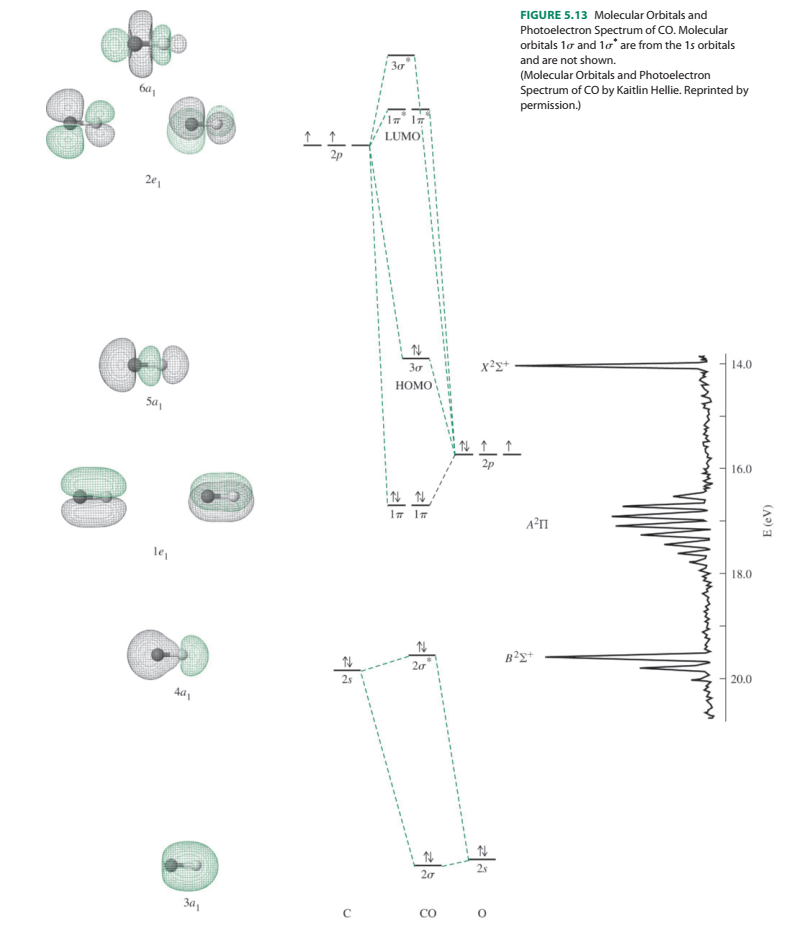 FIGURE 5.13 Molecular Orbitals and
Photoelectron Spectrum of CO. Molecular
orbitals 1σ and 1σ* are from the 1s orbitals
and are not shown.
(Molecular Orbitals and Photoelectron
Spectrum of CO by Kaitlin Hellie. Reprinted by
permission.)
6a₁
3σ*
1π* 1π*
LUMO
2p
2e₁
3σ
HOMO
X²Σ⁺
14.0
5a₁
2p
16.0
1π 1π
A²Π
E (eV)
1e₁
18.0
2σ*
B²Σ⁺
2s
20.0
4a₁
2σ
2s
3a₁
C CO O